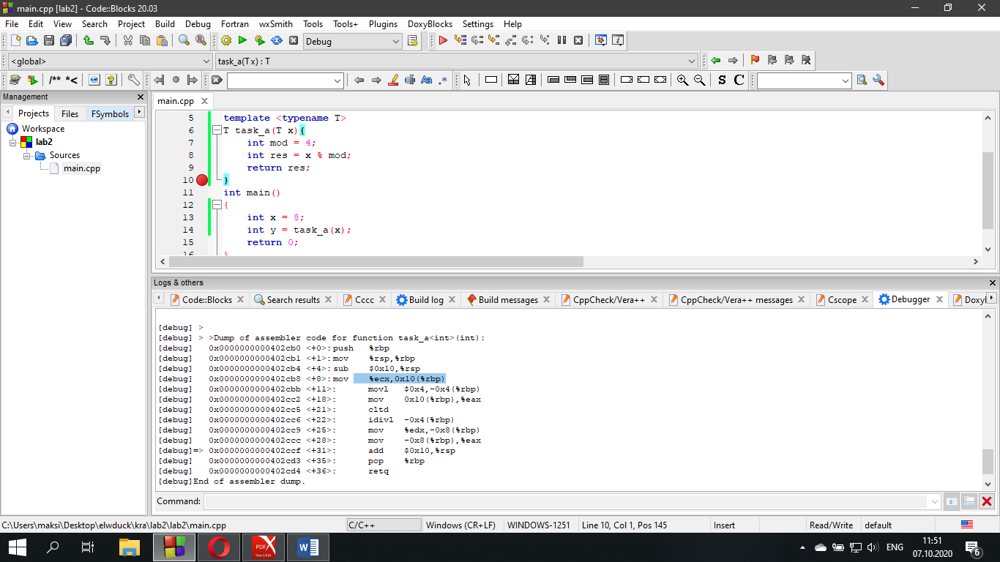 main.cpp [lab2] - Code::Blocks 20.03
File Edit View Search Project Build Debug Fortran wxSmith Tools Tools+ Plugins DoxyBlocks Settings Help
Debug
<global> task_a(T x) : T
/** *< Aa .* S C
Management
Projects Files FSymbols
Workspace
lab2
Sources
main.cpp
main.cpp
5 template <typename T>
6 T task_a(T x){
7 int mod = 4;
8 int res = x % mod;
9 return res;
10 }
11 int main()
12 {
13 int x = 8;
14 int y = task_a(x);
15 return 0;
16 }
Logs & others
Code::Blocks Search results Cccc Build log Build messages CppCheck/Vera++ CppCheck/Vera++ messages Cscope Debugger Doxyl
[debug] >
[debug] > >Dump of assembler code for function task_a<int>(int):
[debug] 0x0000000000402cb0 <+0>: push %rbp
[debug] 0x0000000000402cb1 <+1>: mov %rsp,%rbp
[debug] 0x0000000000402cb4 <+4>: sub $0x10,%rsp
[debug] 0x0000000000402cb8 <+8>: mov %ecx,0x10(%rbp)
[debug] 0x0000000000402cbb <+11>: movl $0x4,-0x4(%rbp)
[debug] 0x0000000000402cc2 <+18>: mov 0x10(%rbp),%eax
[debug] 0x0000000000402cc5 <+21>: cltd
[debug] 0x0000000000402cc6 <+22>: idivl -0x4(%rbp)
[debug] 0x0000000000402cc9 <+25>: mov %edx,-0x8(%rbp)
[debug] 0x0000000000402ccc <+28>: mov -0x8(%rbp),%eax
[debug]=> 0x0000000000402ccf <+31>: add $0x10,%rsp
[debug] 0x0000000000402cd3 <+35>: pop %rbp
[debug] 0x0000000000402cd4 <+36>: retq
[debug]End of assembler dump.
Command:
C:\Users\maksi\Desktop\elwduck\kra\lab2\lab2\main.cpp C/C++ Windows (CR+LF) WINDOWS-1251 Line 10, Col 1, Pos 145 Insert Read/Write default
PDF X View & Edit W ENG 11:51
07.10.2020 6